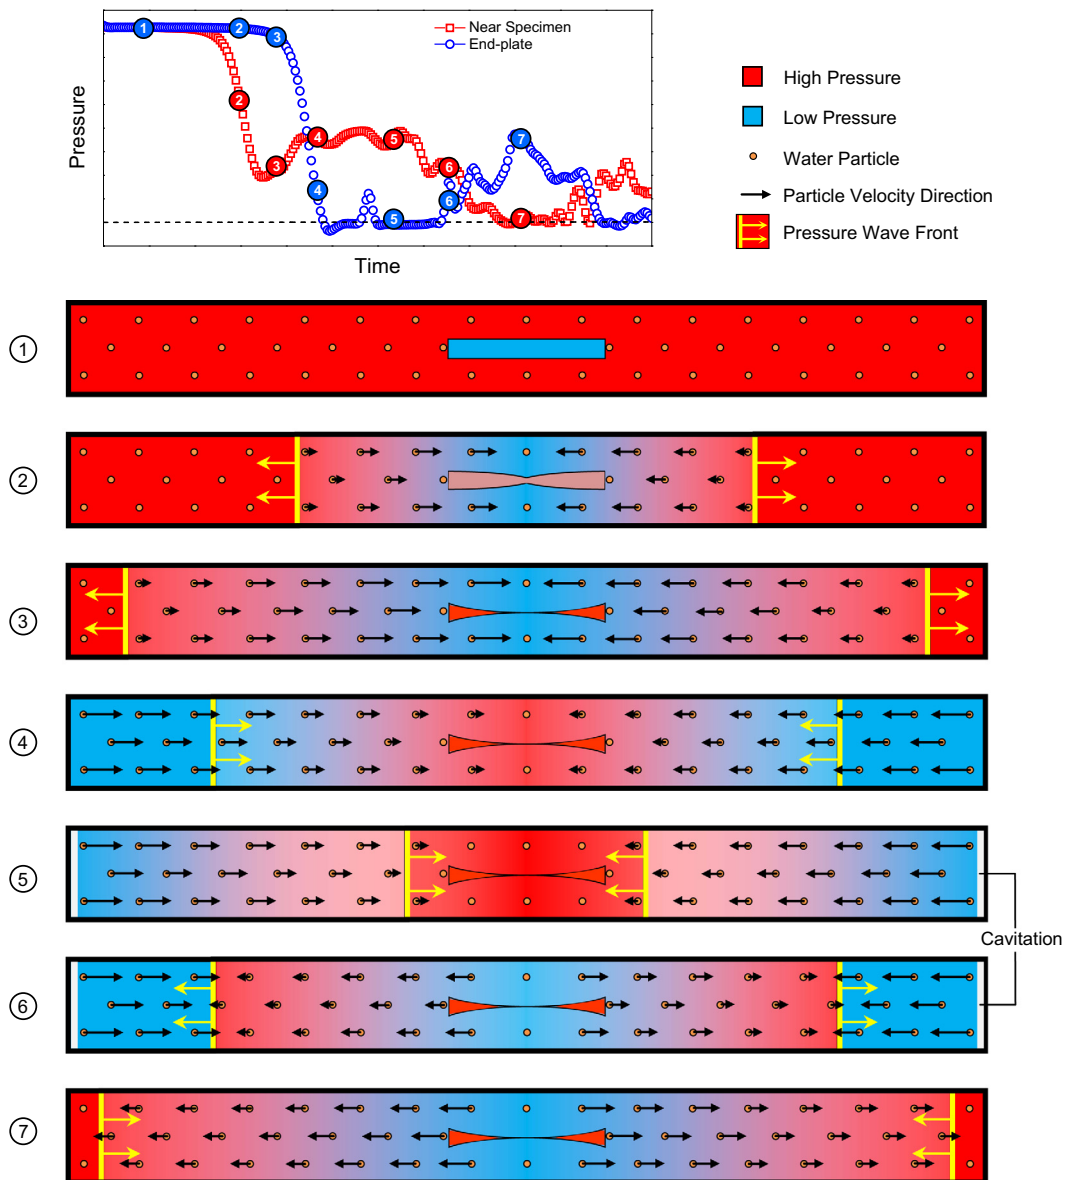 Near Specimen
End-plate
1
2
3
2
3
4
5
4
5
6
6
7
7
Pressure
Time
High Pressure
Low Pressure
Water Particle
Particle Velocity Direction
Pressure Wave Front
1
2
3
4
5
Cavitation
6
7